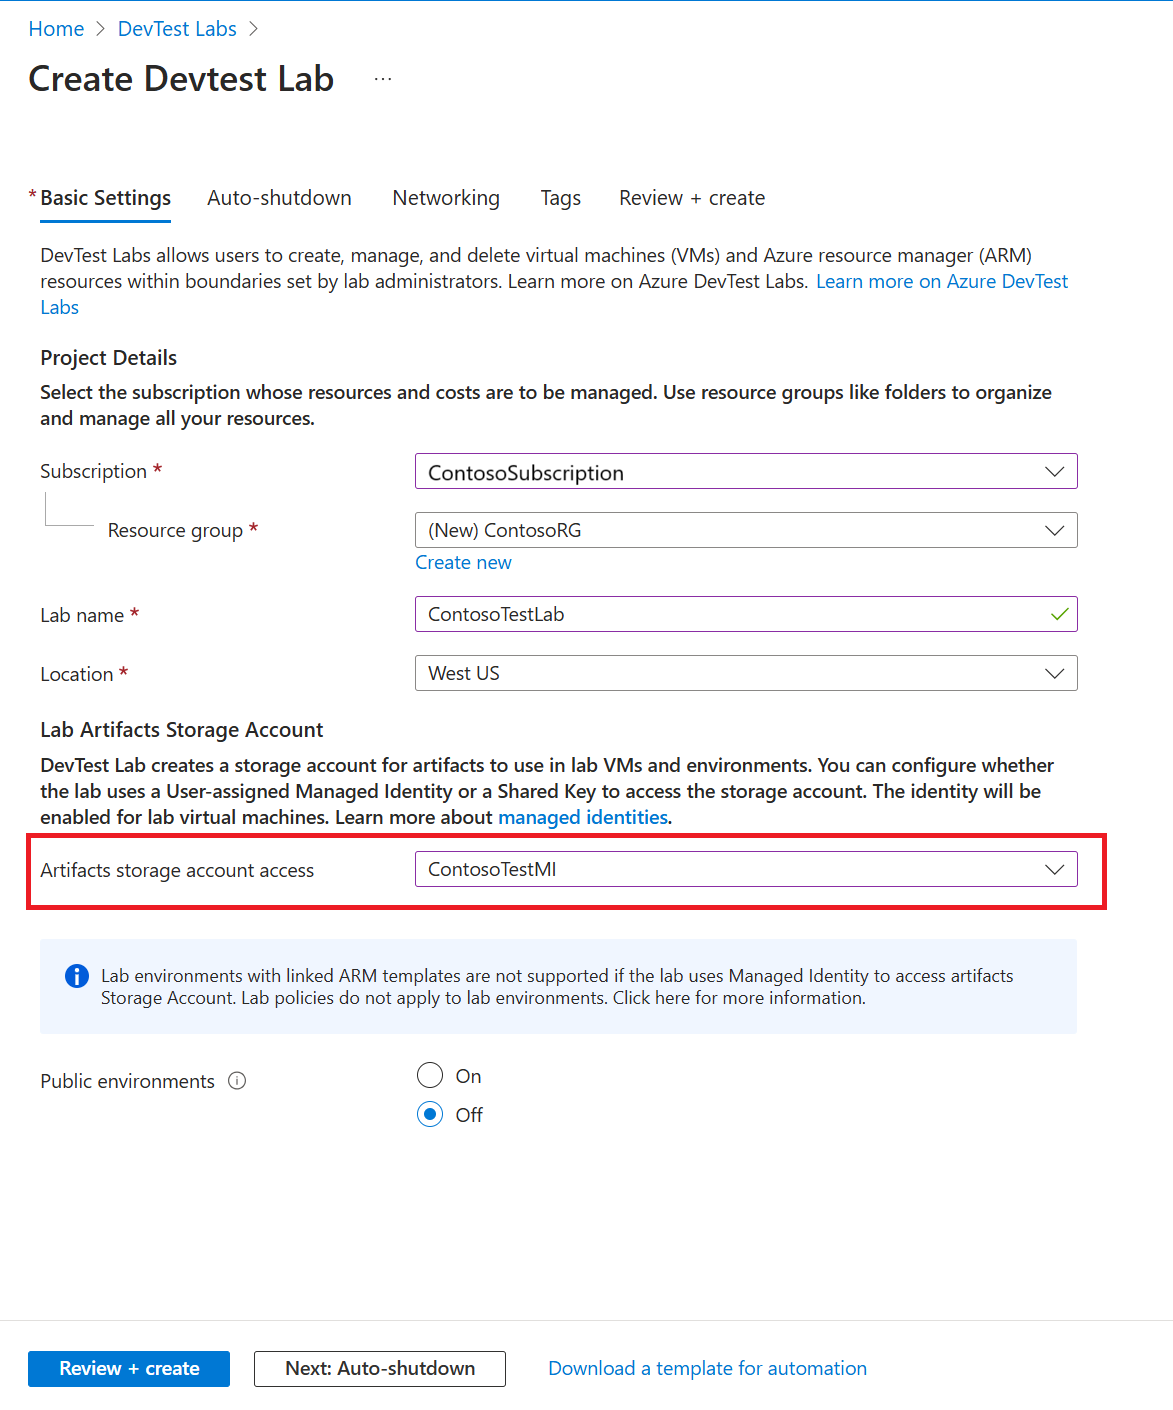 Home > DevTest Labs >
Create Devtest Lab ...
* Basic Settings Auto-shutdown Networking Tags Review + create
DevTest Labs allows users to create, manage, and delete virtual machines (VMs) and Azure resource manager (ARM)
resources within boundaries set by lab administrators. Learn more on Azure DevTest Labs. Learn more on Azure DevTest
Labs
Project Details
Select the subscription whose resources and costs are to be managed. Use resource groups like folders to organize
and manage all your resources.
Subscription * ContosoSubscription
Resource group * (New) ContosoRG
Create new
Lab name * ContosoTestLab
Location * West US
Lab Artifacts Storage Account
DevTest Lab creates a storage account for artifacts to use in lab VMs and environments. You can configure whether
the lab uses a User-assigned Managed Identity or a Shared Key to access the storage account. The identity will be
enabled for lab virtual machines. Learn more about managed identities.
Artifacts storage account access ContosoTestMI
Lab environments with linked ARM templates are not supported if the lab uses Managed Identity to access artifacts
Storage Account. Lab policies do not apply to lab environments. Click here for more information.
Public environments On
Off
Review + create Next: Auto-shutdown Download a template for automation